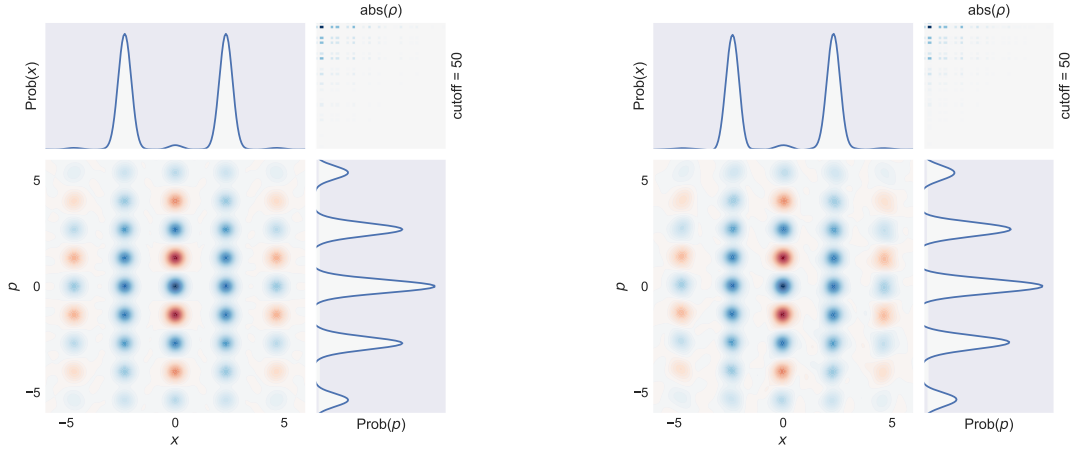 abs(ρ)
Prob(x)
cutoff = 50
5
0
−5
p
−5 0 5
x
Prob(p)
abs(ρ)
Prob(x)
cutoff = 50
5
0
−5
p
−5 0 5
x
Prob(p)